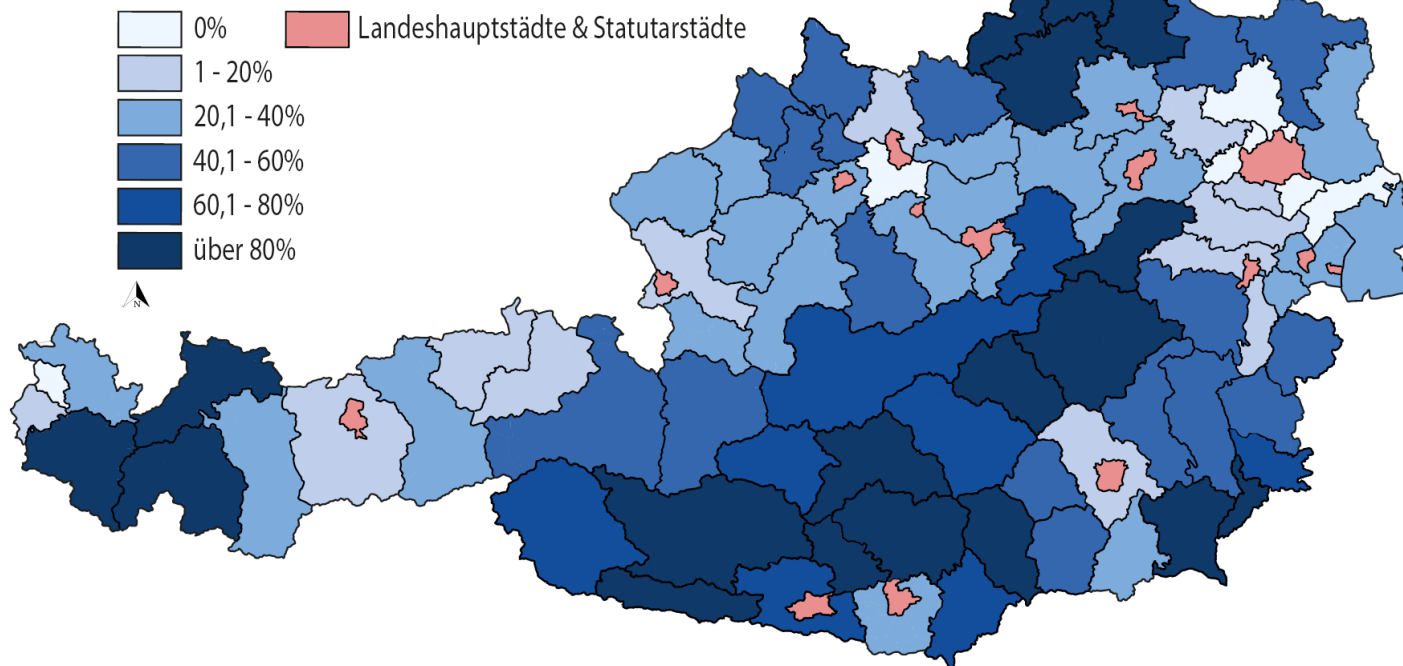 0%
Landeshauptstädte & Statutarstädte
1 - 20%
20,1 - 40%
40,1 - 60%
60,1 - 80%
über 80%
N